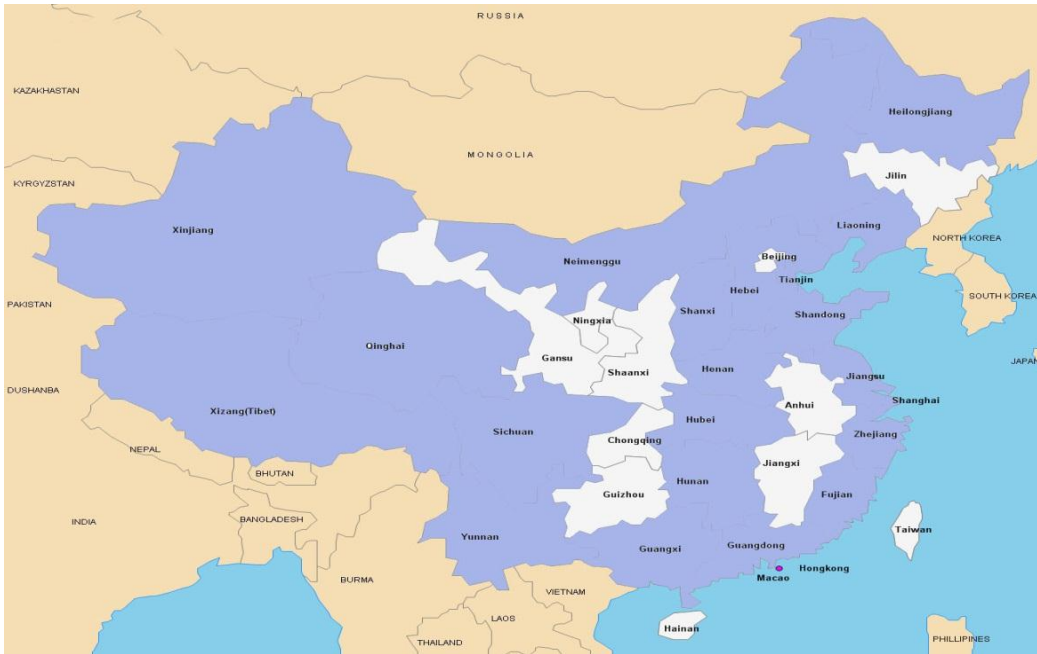 RUSSIA
KAZAKHASTAN
Heilongjiang
MONGOLIA
Jilin
KYRGYZSTAN
Xinjiang
Liaoning
NORTH KOREA
Beijing
Neimenggu
Tianjin
Hebei
SOUTH KOREA
PAKISTAN
Shanxi
Shandong
Ningxia
Qinghai
Gansu
JAPAN
Shaanxi
Henan
Jiangsu
DUSHANBA
Shanghai
Anhui
Xizang(Tibet)
Hubei
Sichuan
Zhejiang
Chongqing
NEPAL
Jiangxi
BHUTAN
Hunan
Guizhou
Fujian
INDIA
BANGLADESH
Taiwan
Yunnan
Guangdong
Guangxi
Hongkong
BURMA
Macao
VIETNAM
LAOS
Hainan
THAILAND
PHILLIPINES